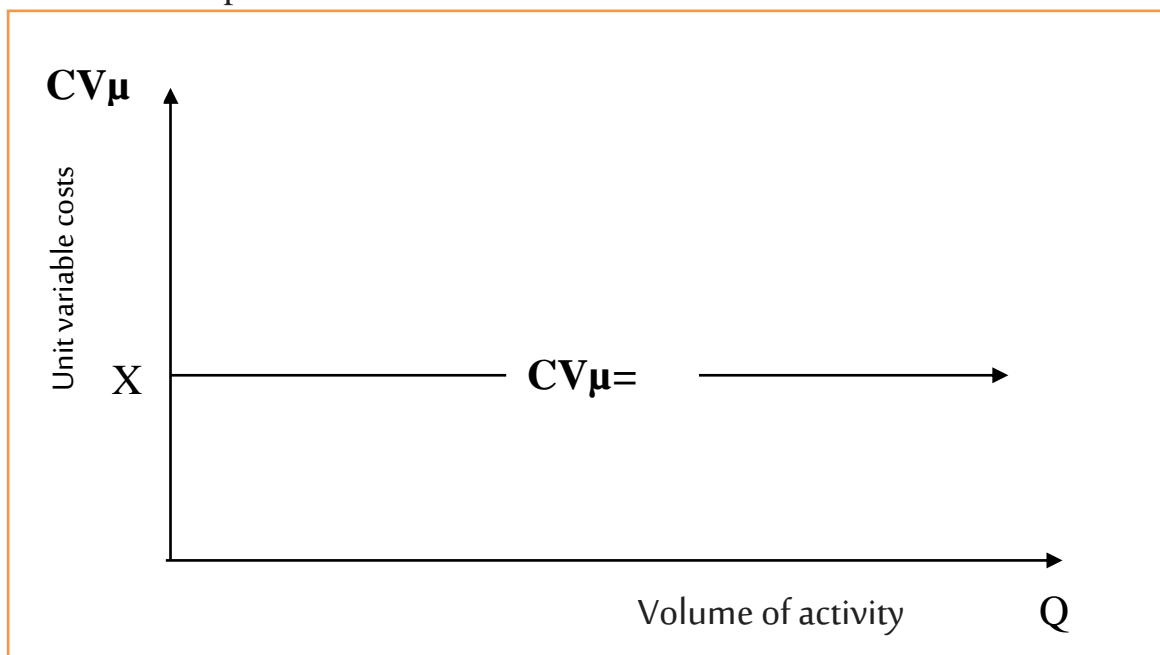 CVμ
Unit variable costs
X
CVμ=
Volume of activity
Q